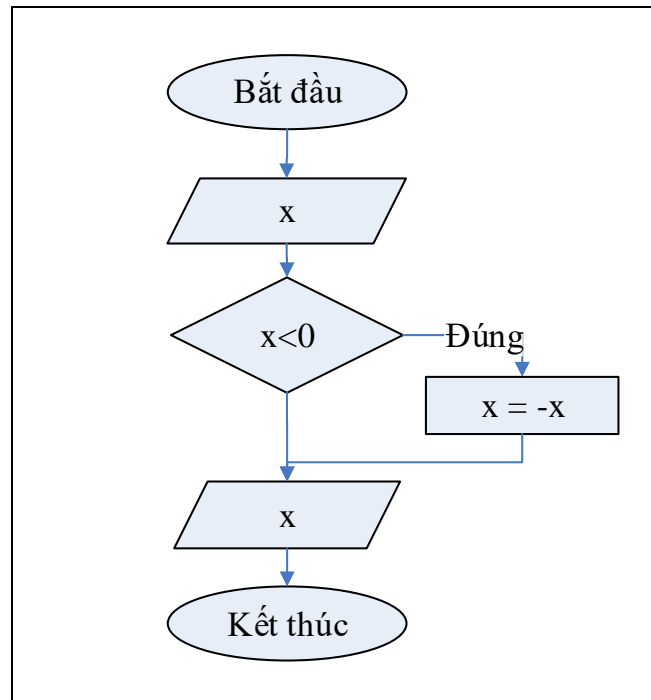 Bắt đầu
x
x<0
Đúng
x = -x
x
Kết thúc